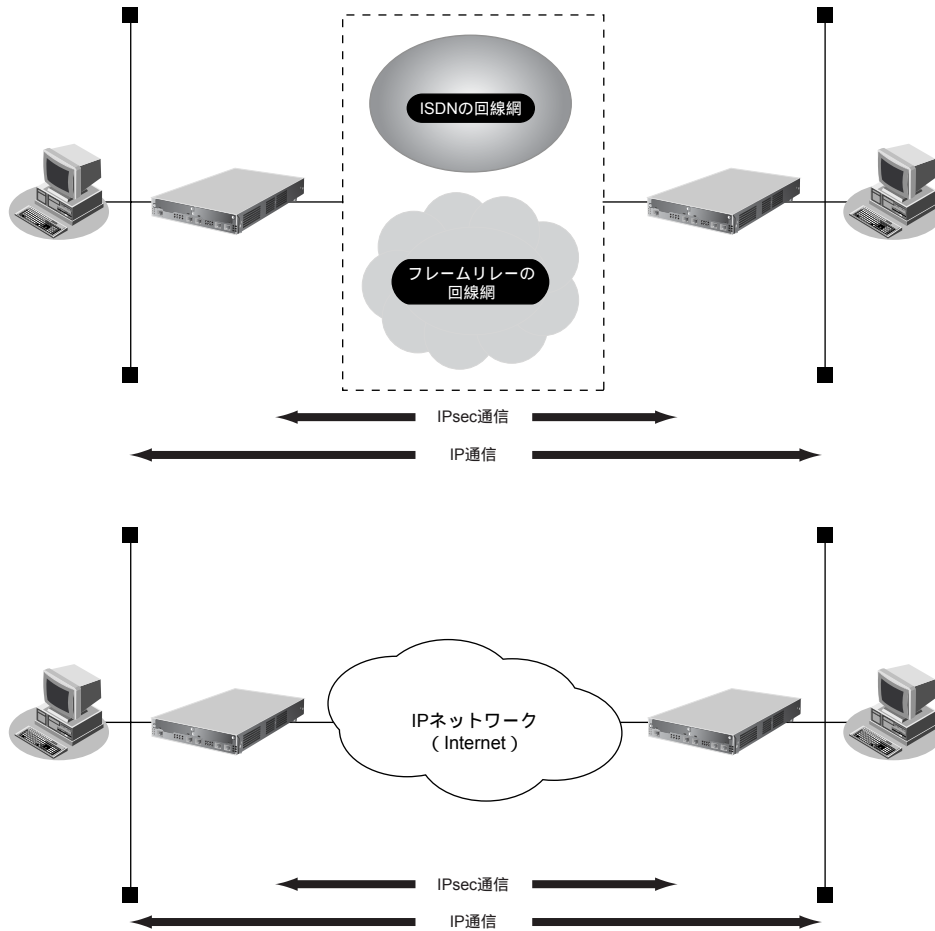 ISDNの回線網
フレームリレーの
回線網
IPsec通信
IP通信
IPネットワーク
（Internet）
IPsec通信
IP通信